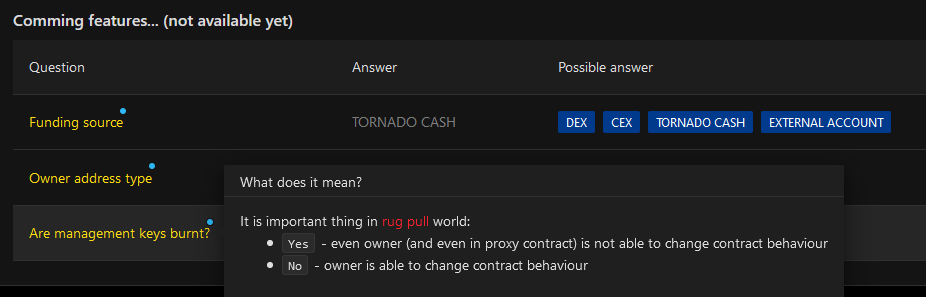 Comming features... (not available yet)
Question Answer Possible answer
Funding source TORNADO CASH DEX CEX TORNADO CASH EXTERNAL ACCOUNT
Owner address type
What does it mean?
Are management keys burnt?
It is important thing in rug pull world:
Yes - even owner (and even in proxy contract) is not able to change contract behaviour
No - owner is able to change contract behaviour